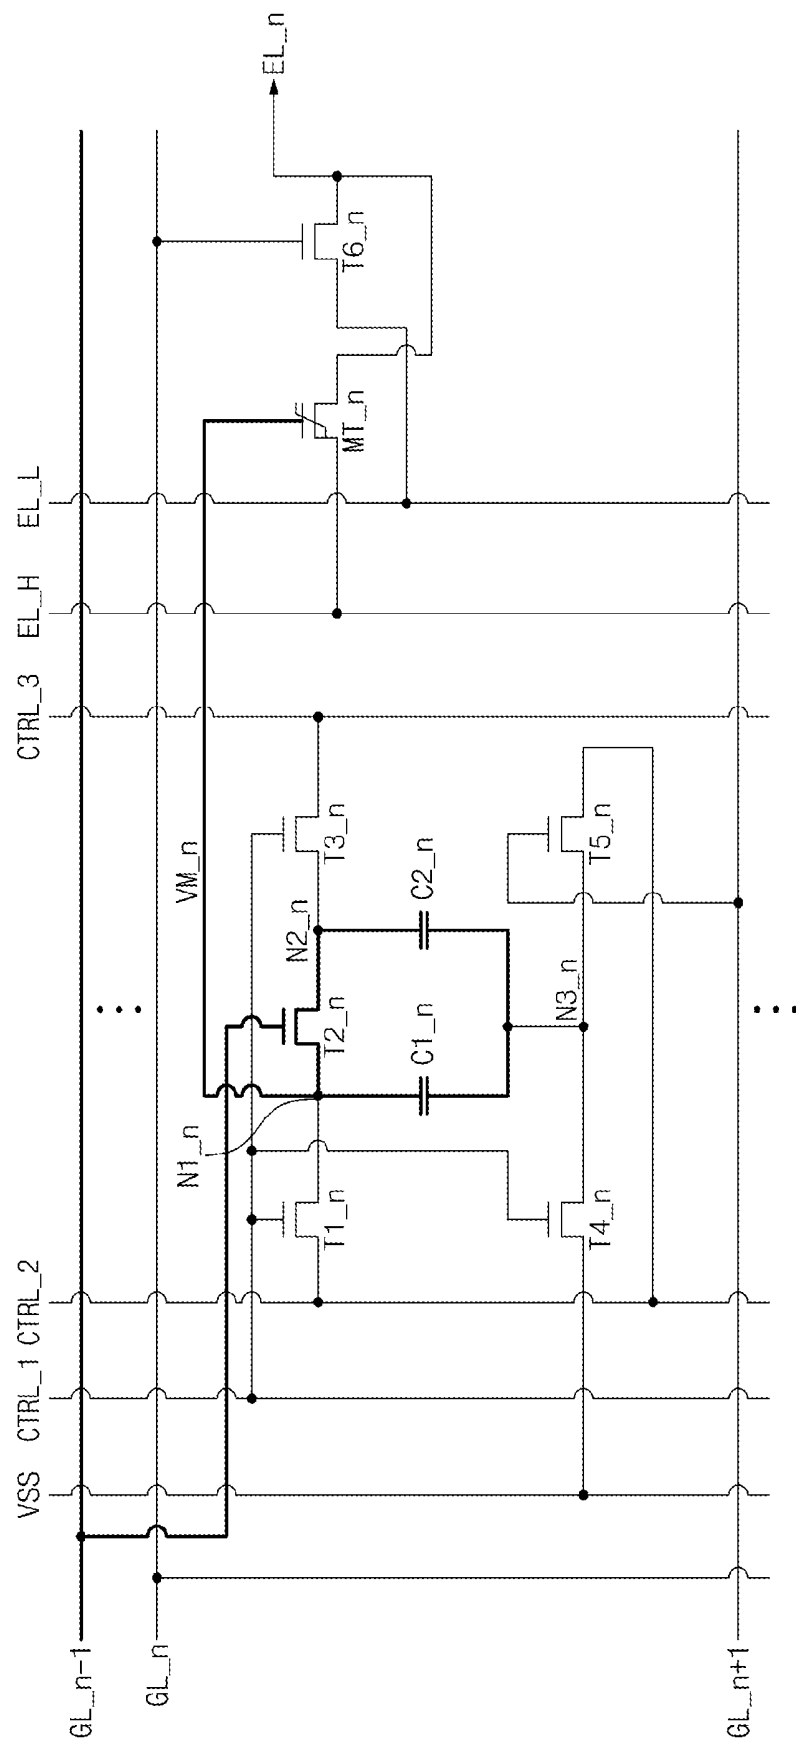 VSS
CTRL_1
CTRL_2
CTRL_3
EL_H
EL_L
GL_n-1
GL_n
GL_n+1
N1_n
VM_n
T1_n
T2_n
N2_n
T3_n
C1_n
C2_n
N3_n
T4_n
T5_n
MT_n
T6_n
EL_n